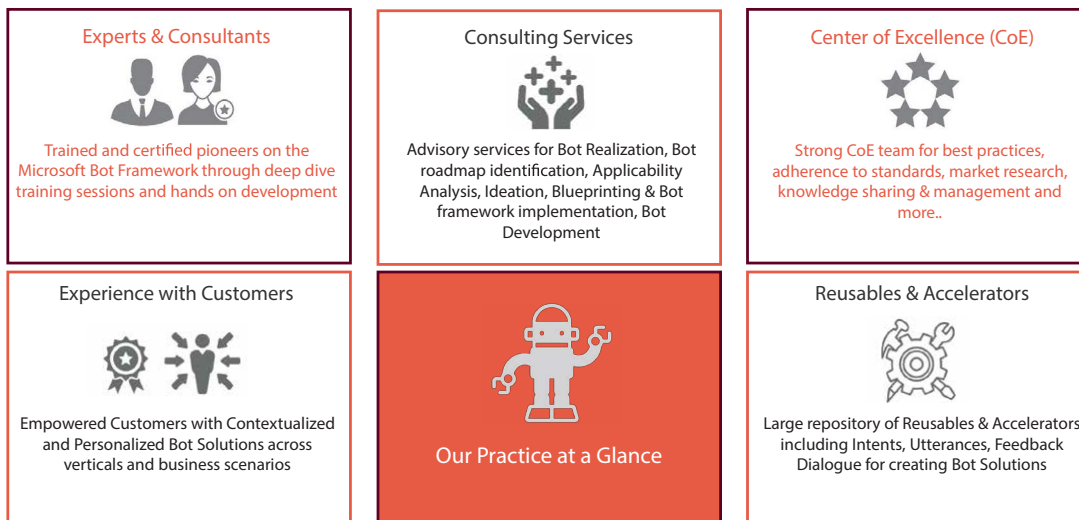 Experts & Consultants
Trained and certified pioneers on the
Microsoft Bot Framework through deep dive
training sessions and hands on development
Consulting Services
Advisory services for Bot Realization, Bot
roadmap identification, Applicability
Analysis, Ideation, Blueprinting & Bot
framework implementation, Bot
Development
Center of Excellence (CoE)
Strong CoE team for best practices,
adherence to standards, market research,
knowledge sharing & management and
more..
Experience with Customers
Empowered Customers with Contextualized
and Personalized Bot Solutions across
verticals and business scenarios
Our Practice at a Glance
Reusables & Accelerators
Large repository of Reusables & Accelerators
including Intents, Utterances, Feedback
Dialogue for creating Bot Solutions